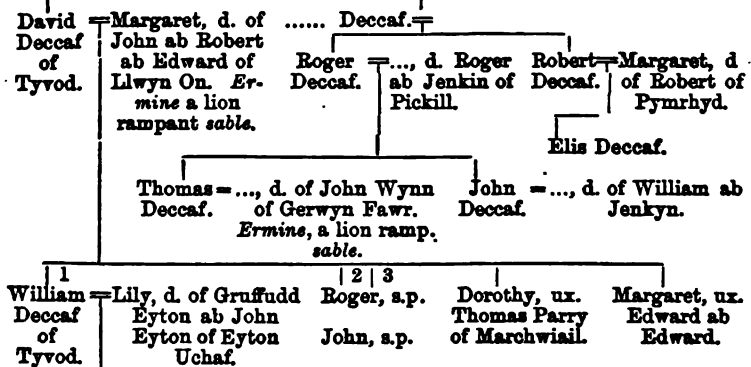 David = Margaret, d. of ...... Deccaf.=
Deccaf John ab Robert
of ab Edward of Roger =..., d. Roger Robert=Margaret, d
Tyvod. Llwyn On. Er- Deccaf. ab Jenkin of Deccaf. of Robert of
mine a lion Pickill. Pymrhyd.
rampant sable.
Elis Deccaf.
Thomas=..., d. of John Wynn John =..., d. of William ab
Deccaf. of Gerwyn Fawr. Deccaf. Jenkyn.
Ermine, a lion ramp.
sable.
1 2 3
William=Lily, d. of Gruffudd Roger, s.p. Dorothy, ux. Margaret, ux.
Deccaf Eyton ab John Thomas Parry Edward ab
of Eyton of Eyton John, s.p. of Marchwiail. Edward.
Tyvod. Uchaf.